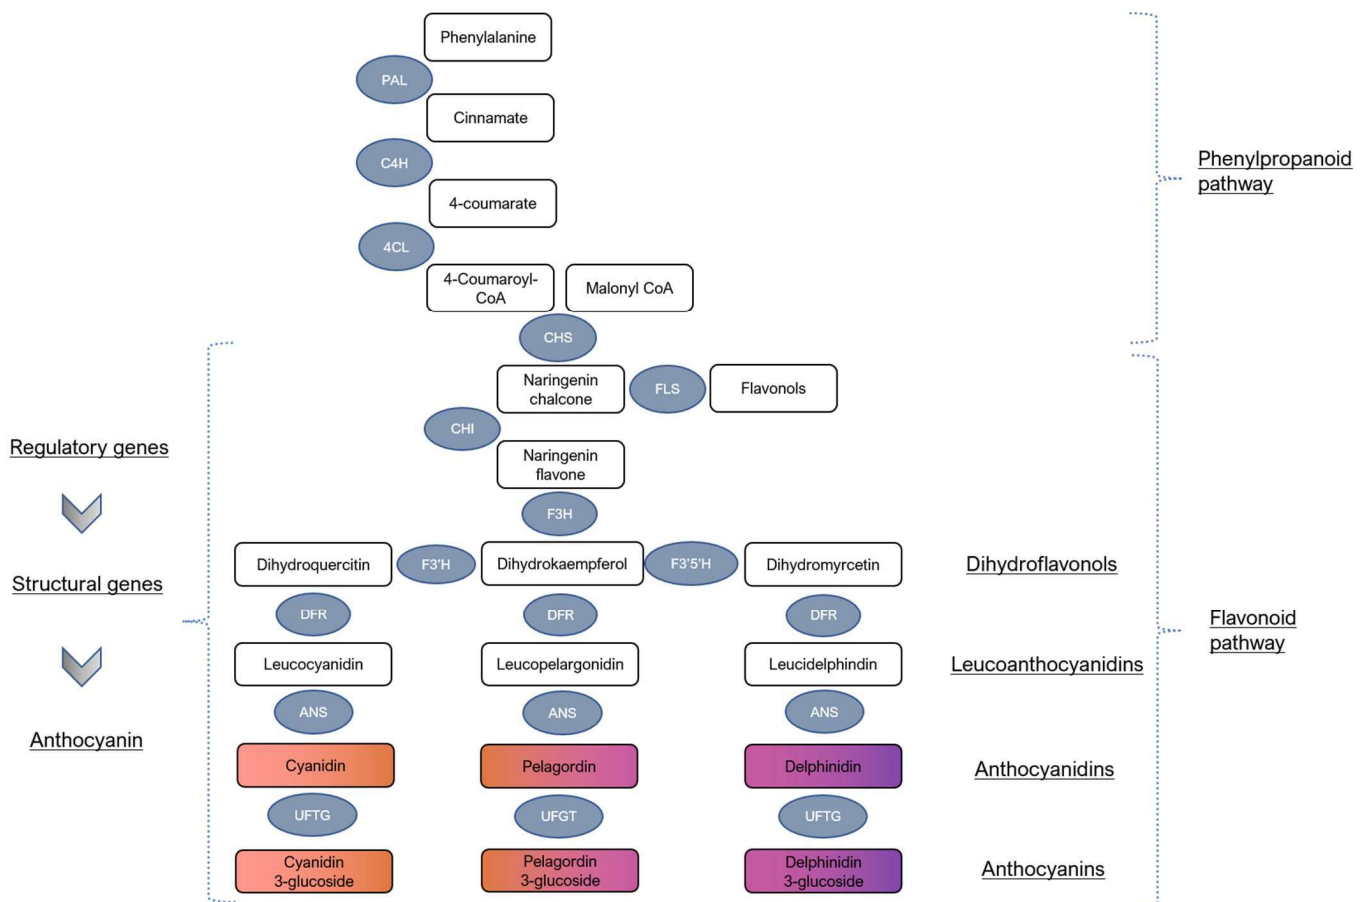 Phenylalanine
PAL
Cinnamate
C4H
Phenylpropanoid
pathway
4-coumarate
4CL
4-Coumaroyl-
CoA
Malonyl CoA
CHS
Naringenin
chalcone
FLS
Flavonols
CHI
Regulatory genes
Naringenin
flavone
F3H
Dihydroquercitin
F3'H
Dihydrokaempferol
F3'5'H
Dihydromyrcetin
Dihydroflavonols
Structural genes
DFR
DFR
DFR
Flavonoid
pathway
Leucocyanidin
Leucopelargonidin
Leucidelphindin
Leucoanthocyanidins
ANS
ANS
ANS
Anthocyanin
Cyanidin
Pelagordin
Delphinidin
Anthocyanidins
UFTG
UFGT
UFTG
Cyanidin
3-glucoside
Pelagordin
3-glucoside
Delphinidin
3-glucoside
Anthocyanins